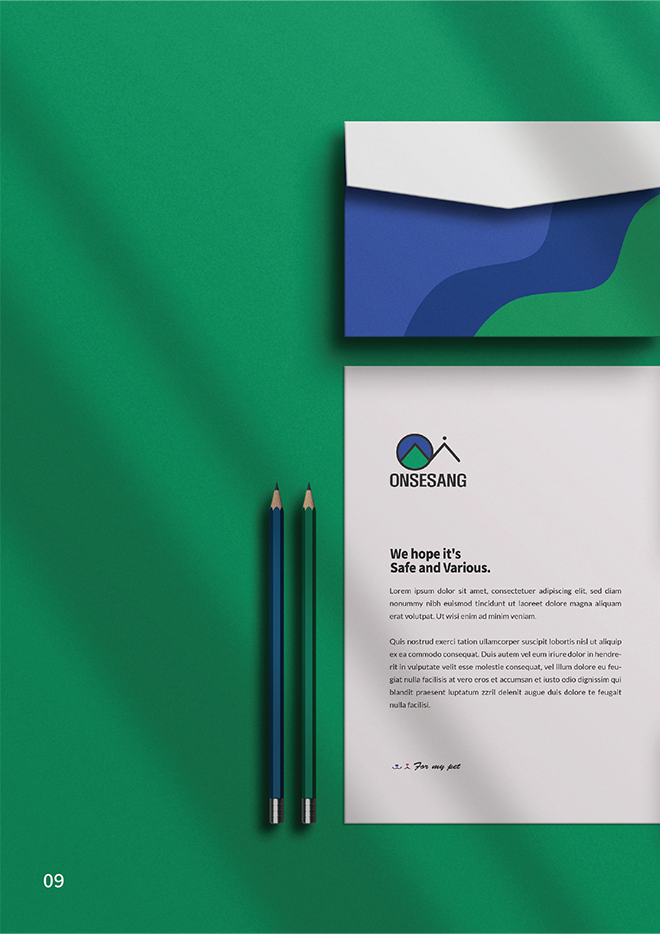 ONSESANG
We hope it's
Safe and Various.
Lorem ipsum dolor sit amet, consectetuer adipiscing elit, sed diam
nonummy nibh euismod tincidunt ut laoreet dolore magna aliquam
erat volutpat. Ut wisi enim ad minim veniam.
Quis nostrud exerci tation ullamcorper suscipit lobortis nisl ut aliquip
ex ea commodo consequat. Duis autem vel eum iriure dolor in hendre-
rit in vulputate velit esse molestie consequat, vel illum dolore eu feu-
giat nulla facilisis at vero eros et accumsan et iusto odio dignissim qui
blandit praesent luptatum zzril delenit augue duis dolore te feugait
nulla facilisi.
For my pet
09